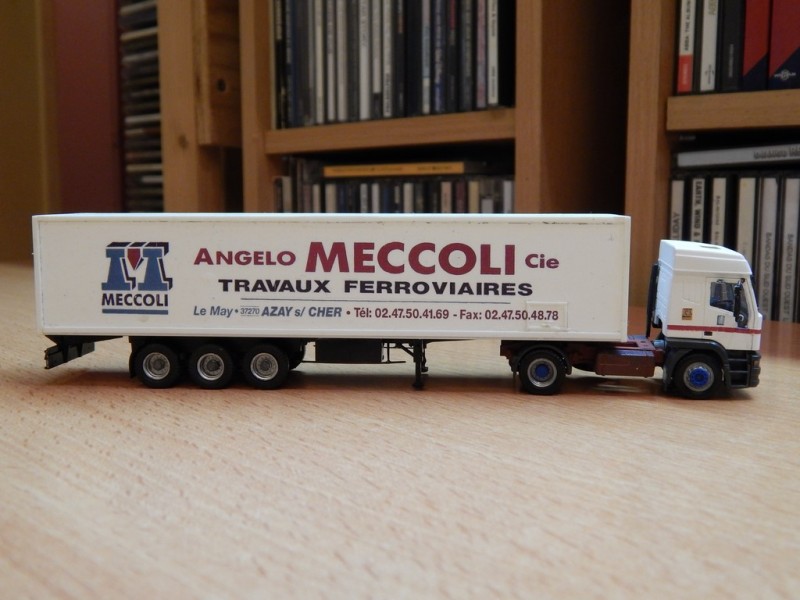 ANGELO MECCOLI Cie
MECCOLI
TRAVAUX FERROVIAIRES
Le May • 37270 AZAY s/ CHER • Tél: 02.47.50.41.69 - Fax: 02.47.50.48.78